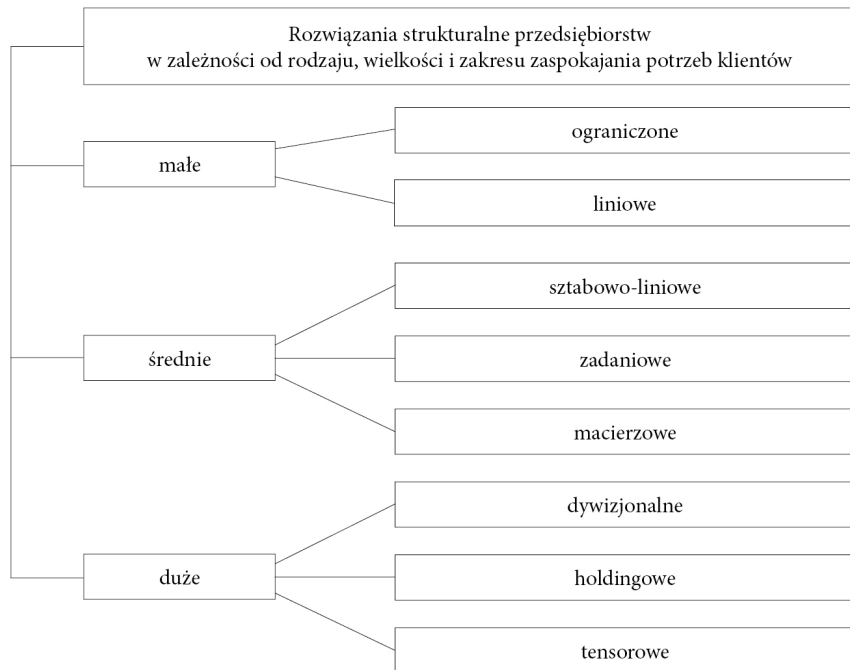 Rozwiązania strukturalne przedsiębiorstw
w zależności od rodzaju, wielkości i zakresu zaspokajania potrzeb klientów
małe
ograniczone
liniowe
średnie
sztabowo-liniowe
zadaniowe
macierzowe
duże
dywizjonalne
holdingowe
tensorowe